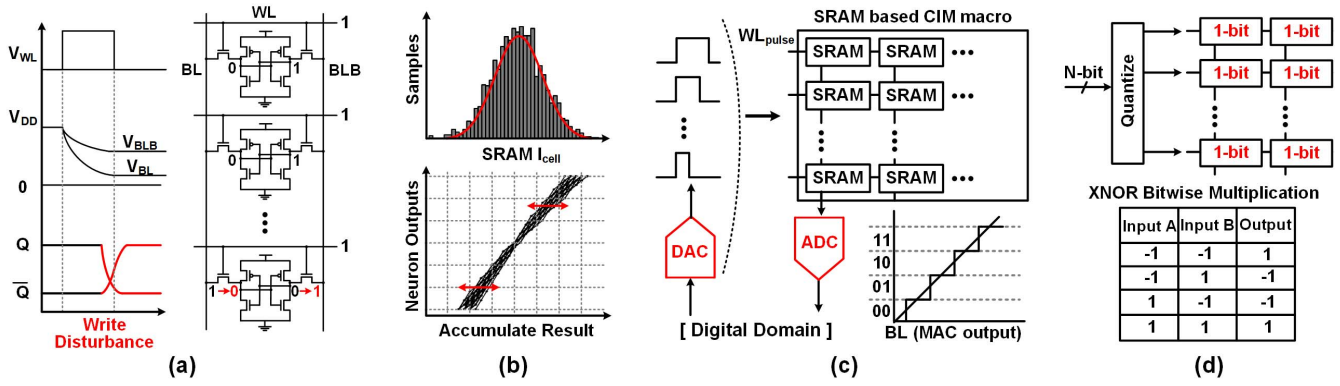 V_WL
V_DD
V_BLB
V_BL
0
Q
Q̅
Write
Disturbance
WL
1
BL
0
1
BLB
1
0
1
1
1→0
0→1
(a)
Samples
SRAM I_cell
Neuron Outputs
Accumulate Result
(b)
SRAM based CIM macro
WL_pulse
SRAM SRAM
SRAM SRAM
SRAM SRAM
DAC
ADC
11
10
01
00
[ Digital Domain ]
BL (MAC output)
(c)
N-bit
Quantize
1-bit 1-bit
1-bit 1-bit
1-bit 1-bit
XNOR Bitwise Multiplication
Input A Input B Output
-1 -1 1
-1 1 -1
1 -1 -1
1 1 1
(d)